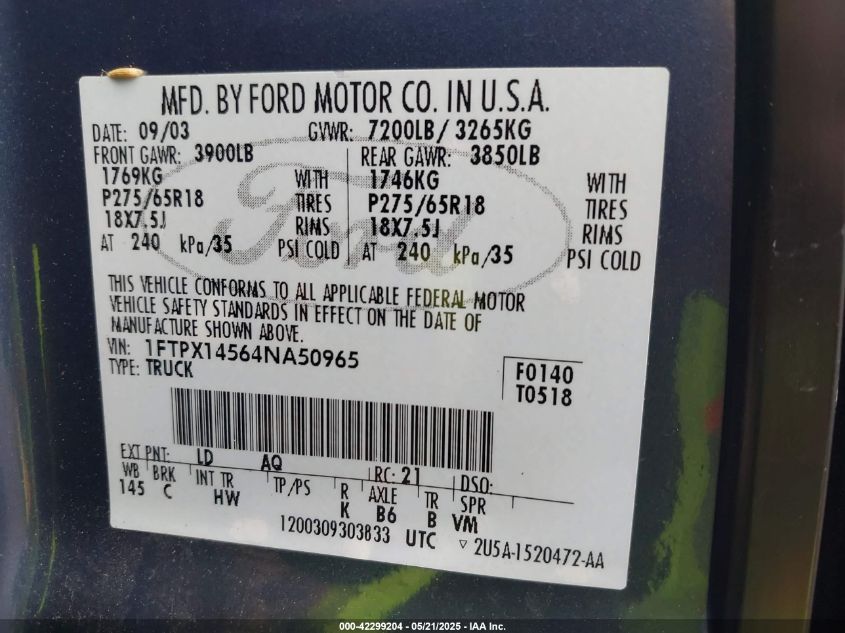 MFD. BY FORD MOTOR CO. IN U.S.A.
DATE: 09/03 GVWR: 7200LB/ 3265KG
FRONT GAWR: 3900LB REAR GAWR: 3850LB
1769KG WITH 1746KG WITH
P275/65R18 TIRES P275/65R18 TIRES
18X7.5J RIMS 18X7.5J RIMS
AT 240 kPa/35 PSI COLD AT 240 kPa/35 PSI COLD
Ford
THIS VEHICLE CONFORMS TO ALL APPLICABLE FEDERAL MOTOR
VEHICLE SAFETY STANDARDS IN EFFECT ON THE DATE OF
MANUFACTURE SHOWN ABOVE.
VIN: 1FTPX14564NA50965
TYPE: TRUCK
F0140
T0518
EXT PNT: LD AQ RC: 21 DSO:
WB BRK INT TR TP/PS R AXLE TR SPR
145 C HW K B6 B VM
1200309303833 UTC ▿ 2U5A-1520472-AA
000-42299204 - 05/21/2025 - IAA Inc.